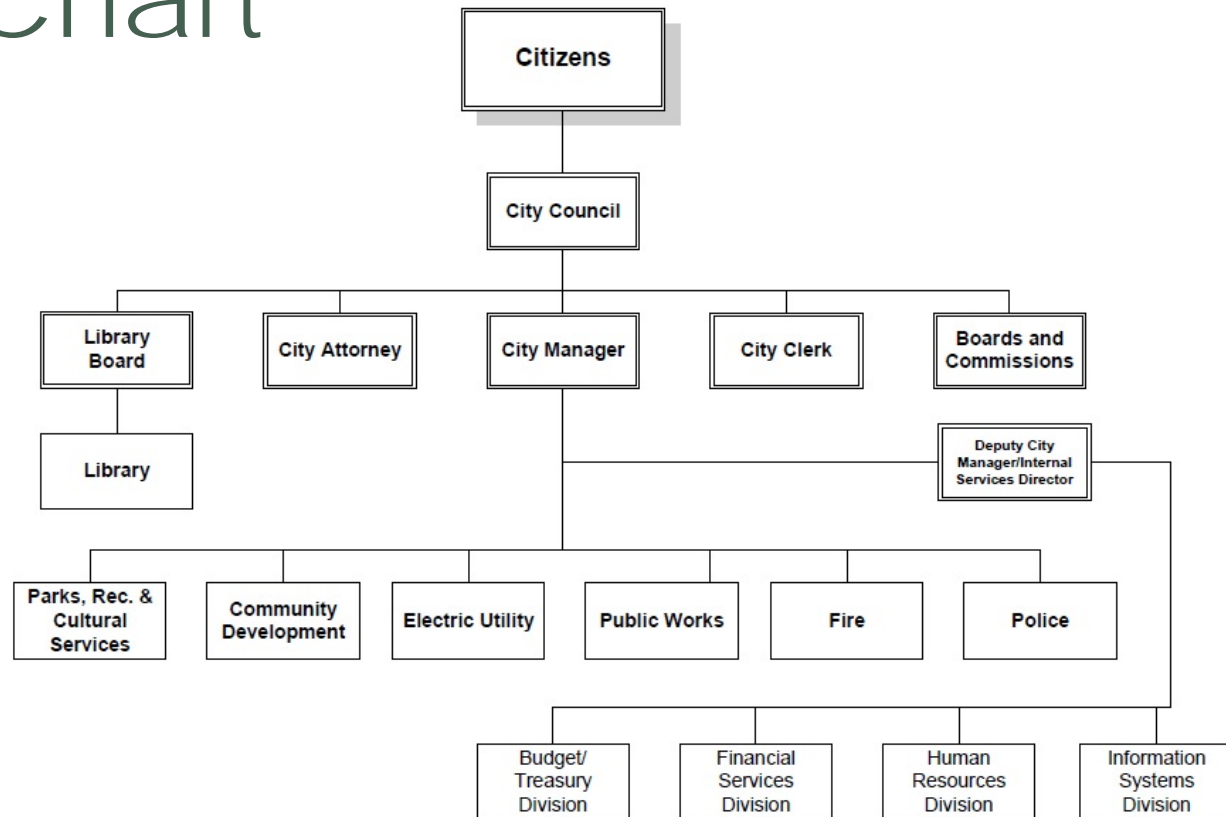 Chart
Citizens
City Council
Library
Board
City Attorney
City Manager
City Clerk
Boards and
Commissions
Library
Deputy City
Manager/Internal
Services Director
Parks, Rec. &
Cultural
Services
Community
Development
Electric Utility
Public Works
Fire
Police
Budget/
Treasury
Division
Financial
Services
Division
Human
Resources
Division
Information
Systems
Division